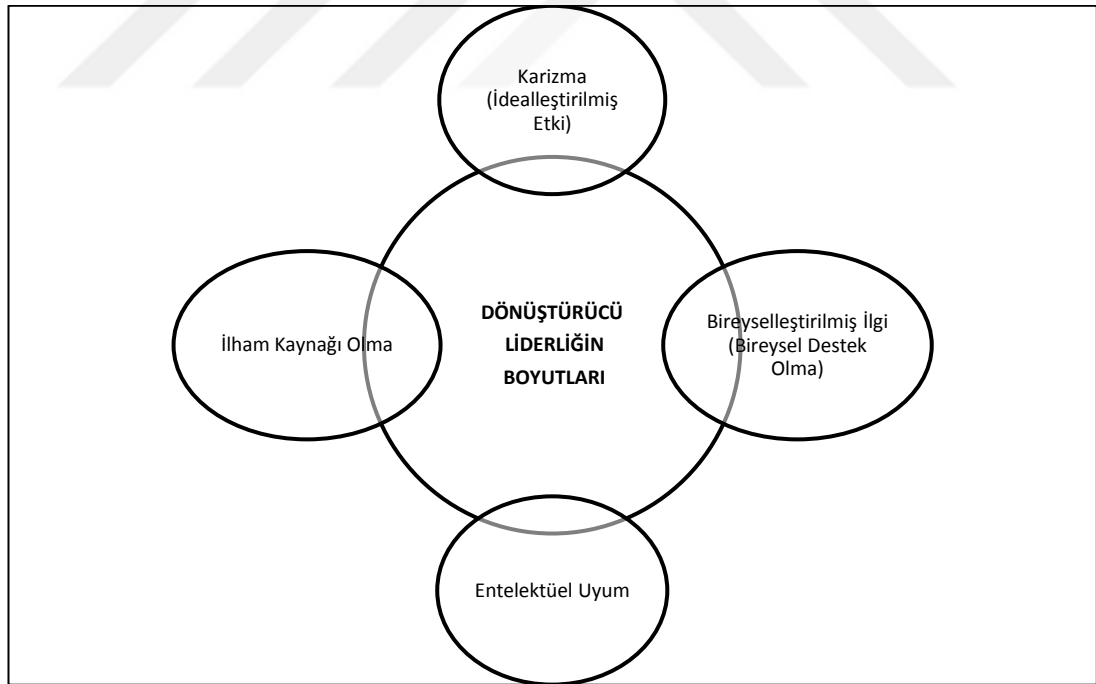 Karizma
(İdealleştirilmiş
Etki)
DÖNÜŞTÜRÜCÜ
LİDERLİĞİN
BOYUTLARI
Bireyselleştirilmiş İlgi
(Bireysel Destek
Olma)
İlham Kaynağı Olma
Entelektüel Uyum